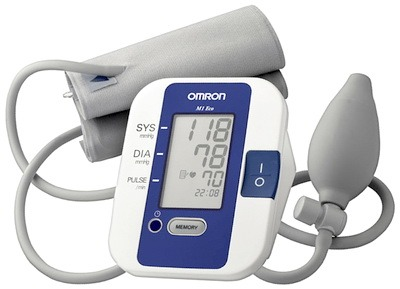 OMRON
M1 Eco
SYS
mmHg
118
DIA
mmHg
78
PULSE
/min
70
22:08
I
O
MEMORY